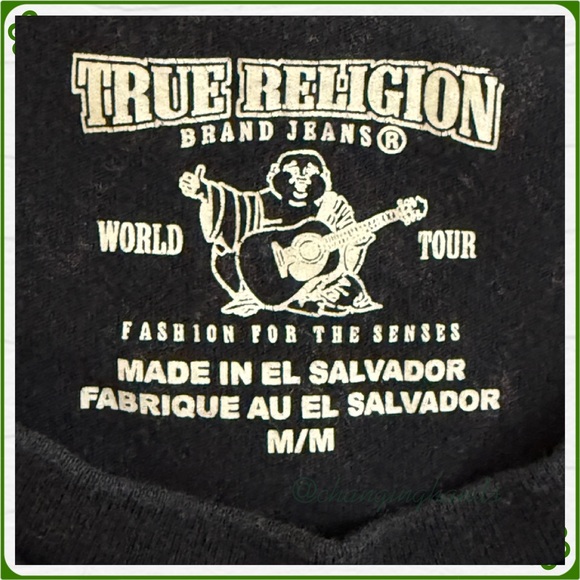 TRUE RELIGION
BRAND JEANS®
WORLD TOUR
FASHION FOR THE SENSES
MADE IN EL SALVADOR
FABRIQUE AU EL SALVADOR
M/M